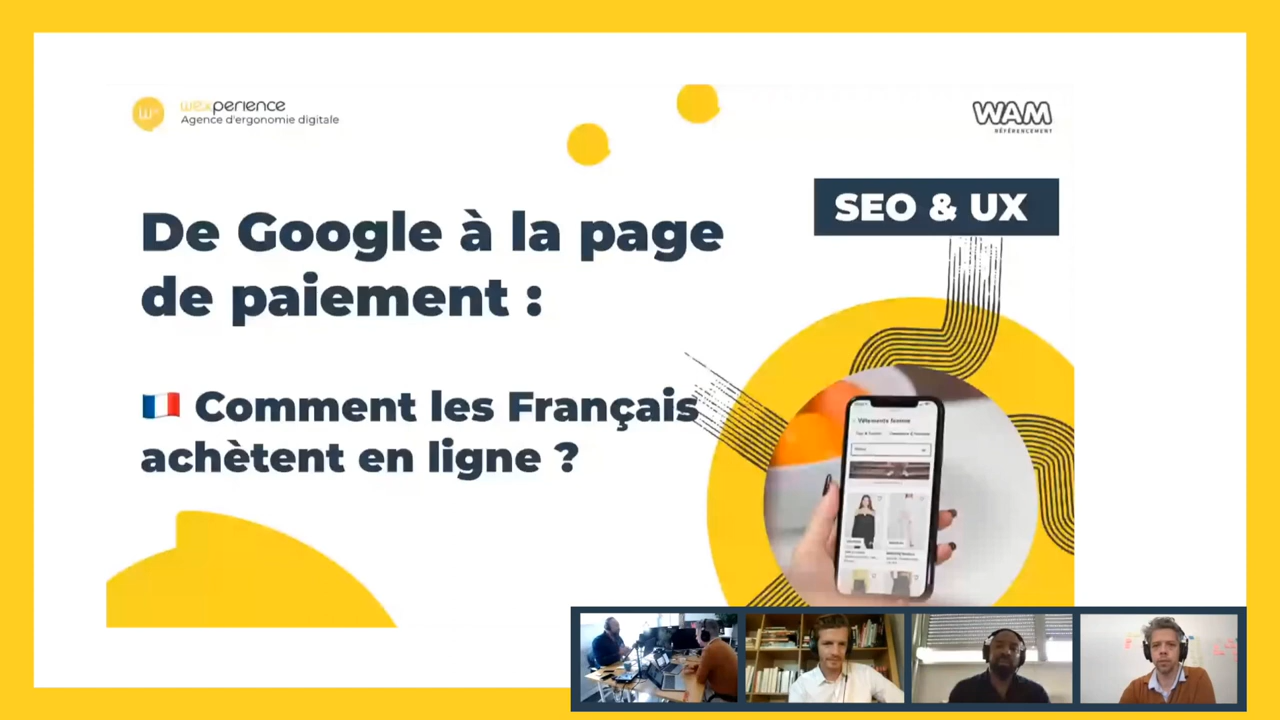 wexperience
Agence d'ergonomie digitale
WAM
RÉFÉRENCEMENT
SEO & UX
De Google à la page
de paiement :
🇫🇷 Comment les Français
achètent en ligne ?
Vêtements femme